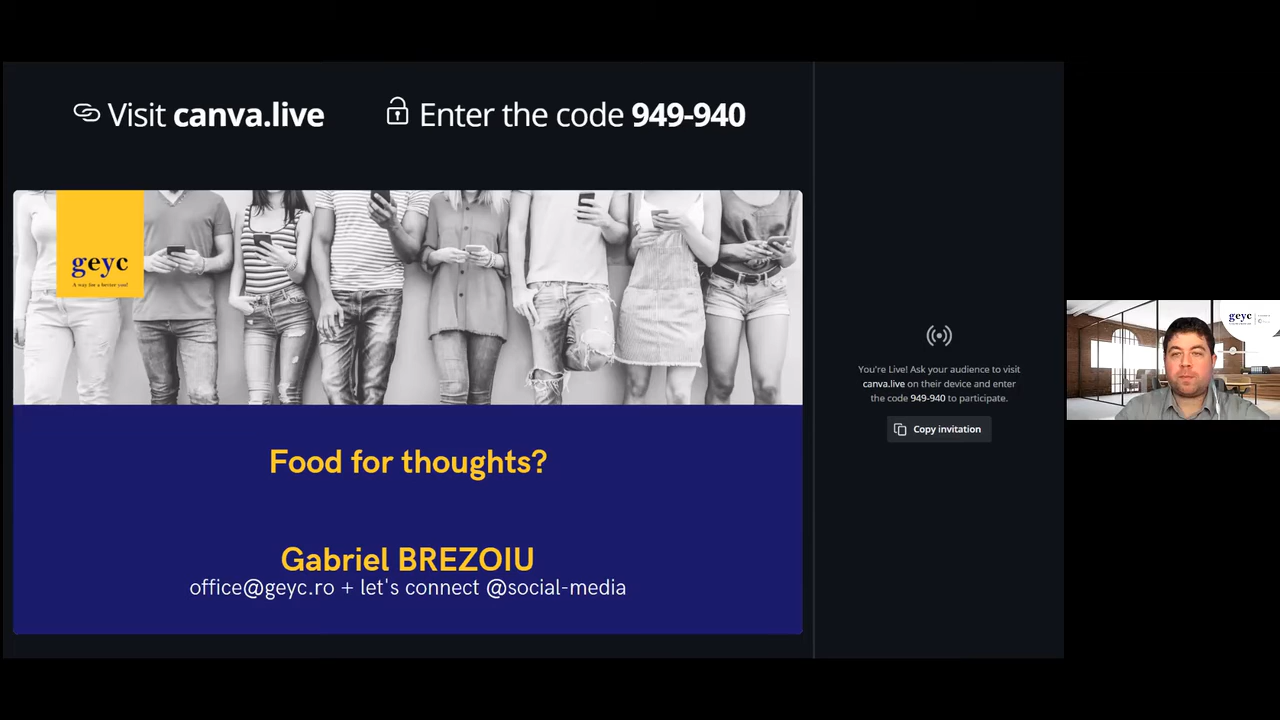 Visit canva.live
Enter the code 949-940
geyc
A way for a better you!
Food for thoughts?
Gabriel BREZOIU
office@geyc.ro + let's connect @social-media
You're Live! Ask your audience to visit
canva.live on their device and enter
the code 949-940 to participate.
Copy invitation
geyc